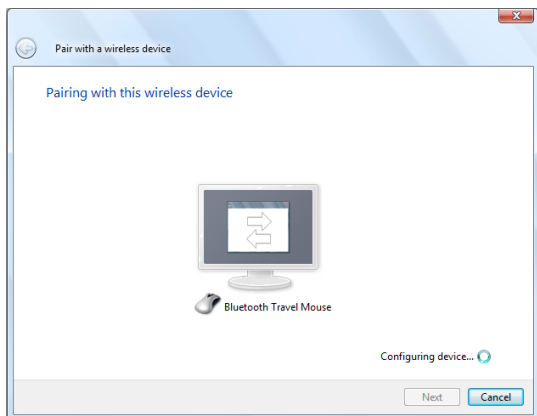 Pair with a wireless device
Pairing with this wireless device
Bluetooth Travel Mouse
Configuring device...
Next Cancel